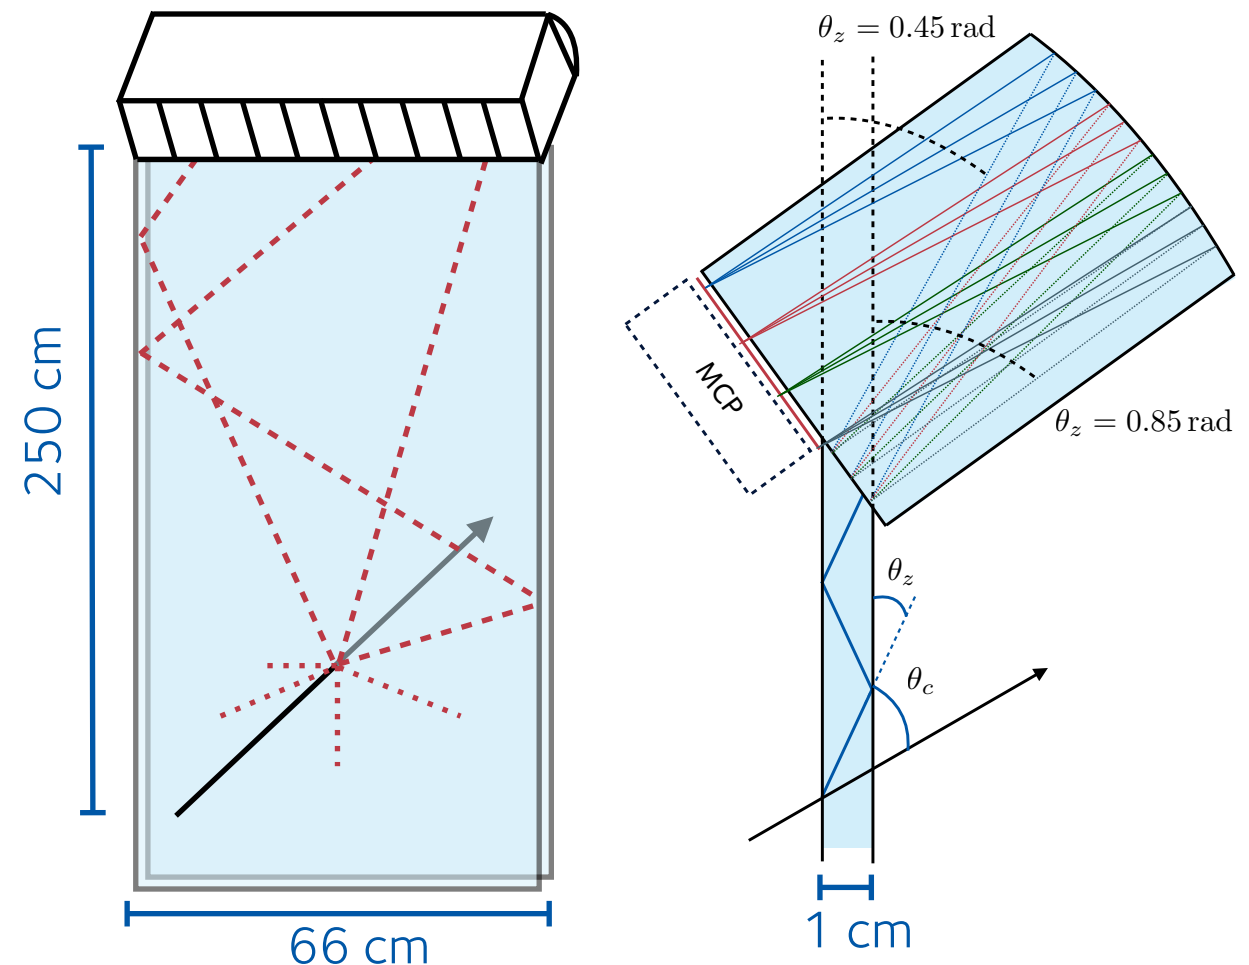 250 cm
66 cm
θ_z = 0.45 rad
MCP
θ_z = 0.85 rad
θ_z
θ_c
1 cm